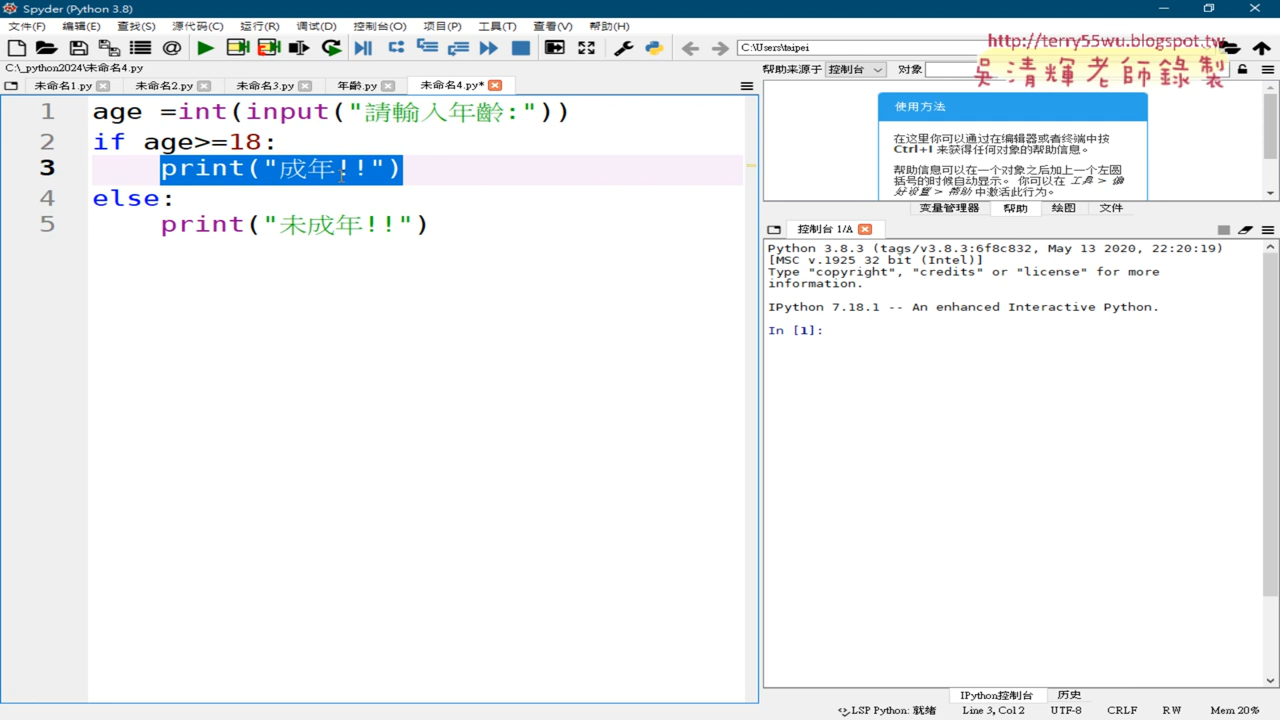 Spyder (Python 3.8)
文件(F) 编辑(E) 查找(S) 源代码(C) 运行(R) 调试(D) 控制台(O) 项目(P) 工具(T) 查看(V) 帮助(H)
C:\Users\taipei
http://terry55wu.blogspot.tw
吳清輝老師錄製
C:\_python2024\未命名4.py
帮助来源于 控制台 对象
未命名1.py 未命名2.py 未命名3.py 年齡.py 未命名4.py*
1 age =int(input("請輸入年齡:"))
2 if age>=18:
3 print("成年!!")
4 else:
5 print("未成年!!")
使用方法
在这里你可以通过在编辑器或者终端中按
Ctrl+I 来获得任何对象的帮助信息。
帮助信息可以在一个对象之后加上一个左圆
括号的时候自动显示。 你可以在 工具 > 偏
好设置 > 帮助 中激活此行为。
变量管理器 帮助 绘图 文件
控制台 1/A
Python 3.8.3 (tags/v3.8.3:6f8c832, May 13 2020, 22:20:19)
[MSC v.1925 32 bit (Intel)]
Type "copyright", "credits" or "license" for more
information.
IPython 7.18.1 -- An enhanced Interactive Python.
In [1]:
IPython控制台 历史
LSP Python: 就绪 Line 3, Col 2 UTF-8 CRLF RW Mem 20%